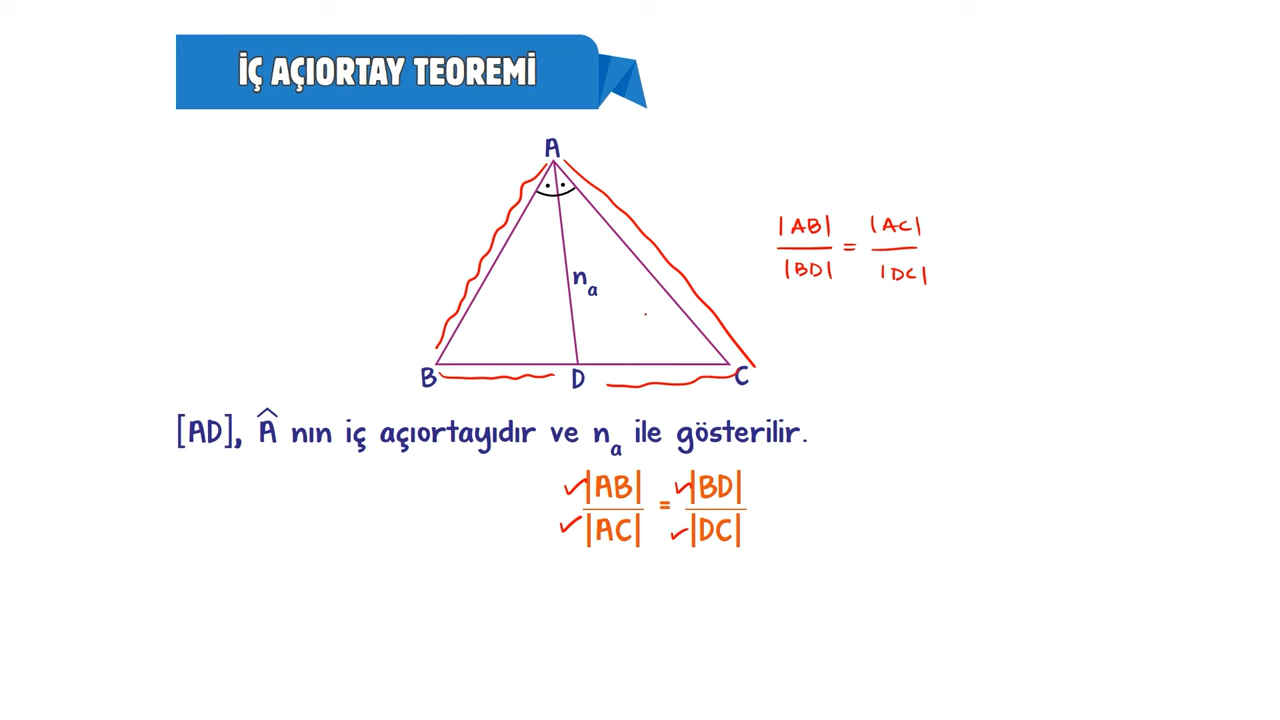 İÇ AÇIORTAY TEOREMİ
A
|AB| = |AC|
|BD| |DC|
n_a
B D C
[AD], Â nın iç açıortayıdır ve n_a ile gösterilir.
|AB| = |BD|
|AC| |DC|